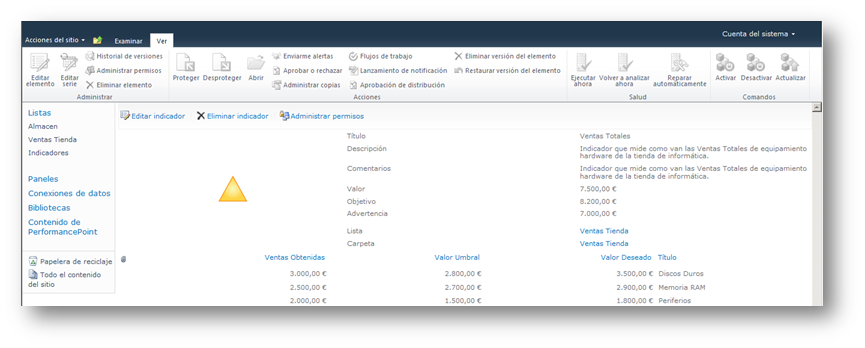 Acciones del sitio Examinar Ver Cuenta del sistema
Editar elemento
Editar serie
Historial de versiones
Administrar permisos
Eliminar elemento
Administrar
Proteger Desproteger Abrir
Enviarme alertas
Aprobar o rechazar
Administrar copias
Flujos de trabajo
Lanzamiento de notificación
Aprobación de distribución
Eliminar versión del elemento
Restaurar versión del elemento
Acciones
Ejecutar ahora
Volver a analizar ahora
Reparar automáticamente
Salud
Activar Desactivar Actualizar
Comandos
Listas
Almacen
Ventas Tienda
Indicadores
Paneles
Conexiones de datos
Bibliotecas
Contenido de
PerformancePoint
Papelera de reciclaje
Todo el contenido
del sitio
Editar indicador Eliminar indicador Administrar permisos
Título Ventas Totales
Descripción Indicador que mide como van las Ventas Totales de equipamiento
hardware de la tienda de informática.
Comentarios Indicador que mide como van las Ventas Totales de equipamiento
hardware de la tienda de informática.
Valor 7.500,00 €
Objetivo 8.200,00 €
Advertencia 7.000,00 €
Lista Ventas Tienda
Carpeta Ventas Tienda
Ventas Obtenidas Valor Umbral Valor Deseado Título
3.000,00 € 2.800,00 € 3.500,00 € Discos Duros
2.500,00 € 2.700,00 € 2.900,00 € Memoria RAM
2.000,00 € 1.500,00 € 1.800,00 € Periferios